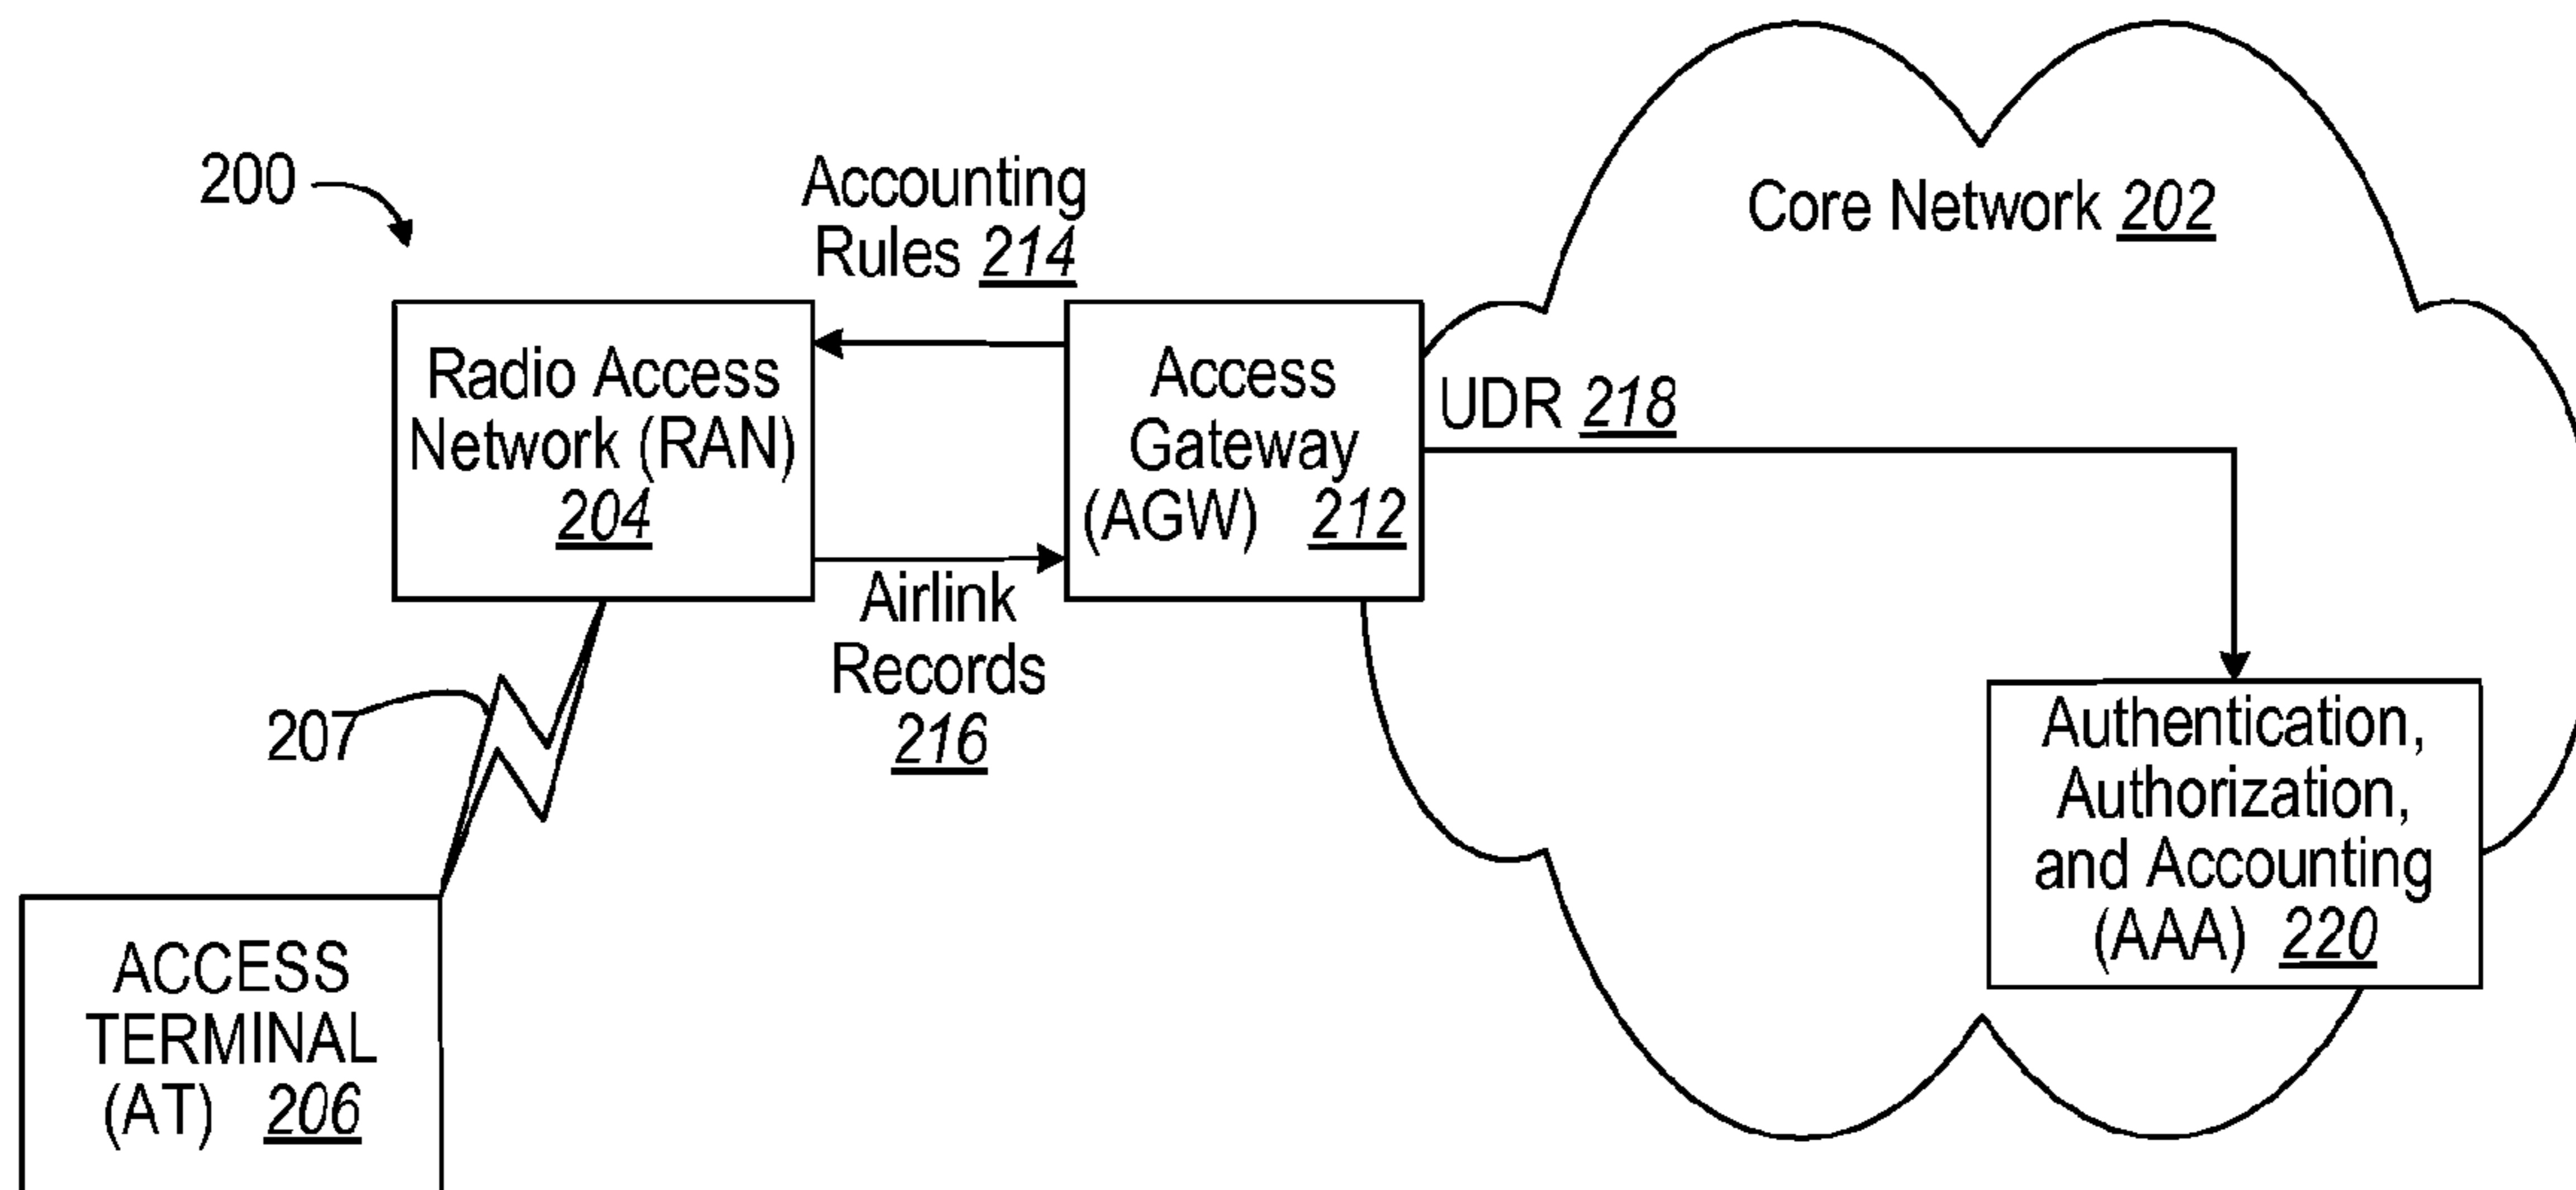 200
Accounting
Rules 214
Core Network 202
Radio Access
Network (RAN)
204
Access
Gateway
(AGW) 212
UDR 218
Airlink
Records
216
207
Authentication,
Authorization,
and Accounting
(AAA) 220
ACCESS
TERMINAL
(AT) 206